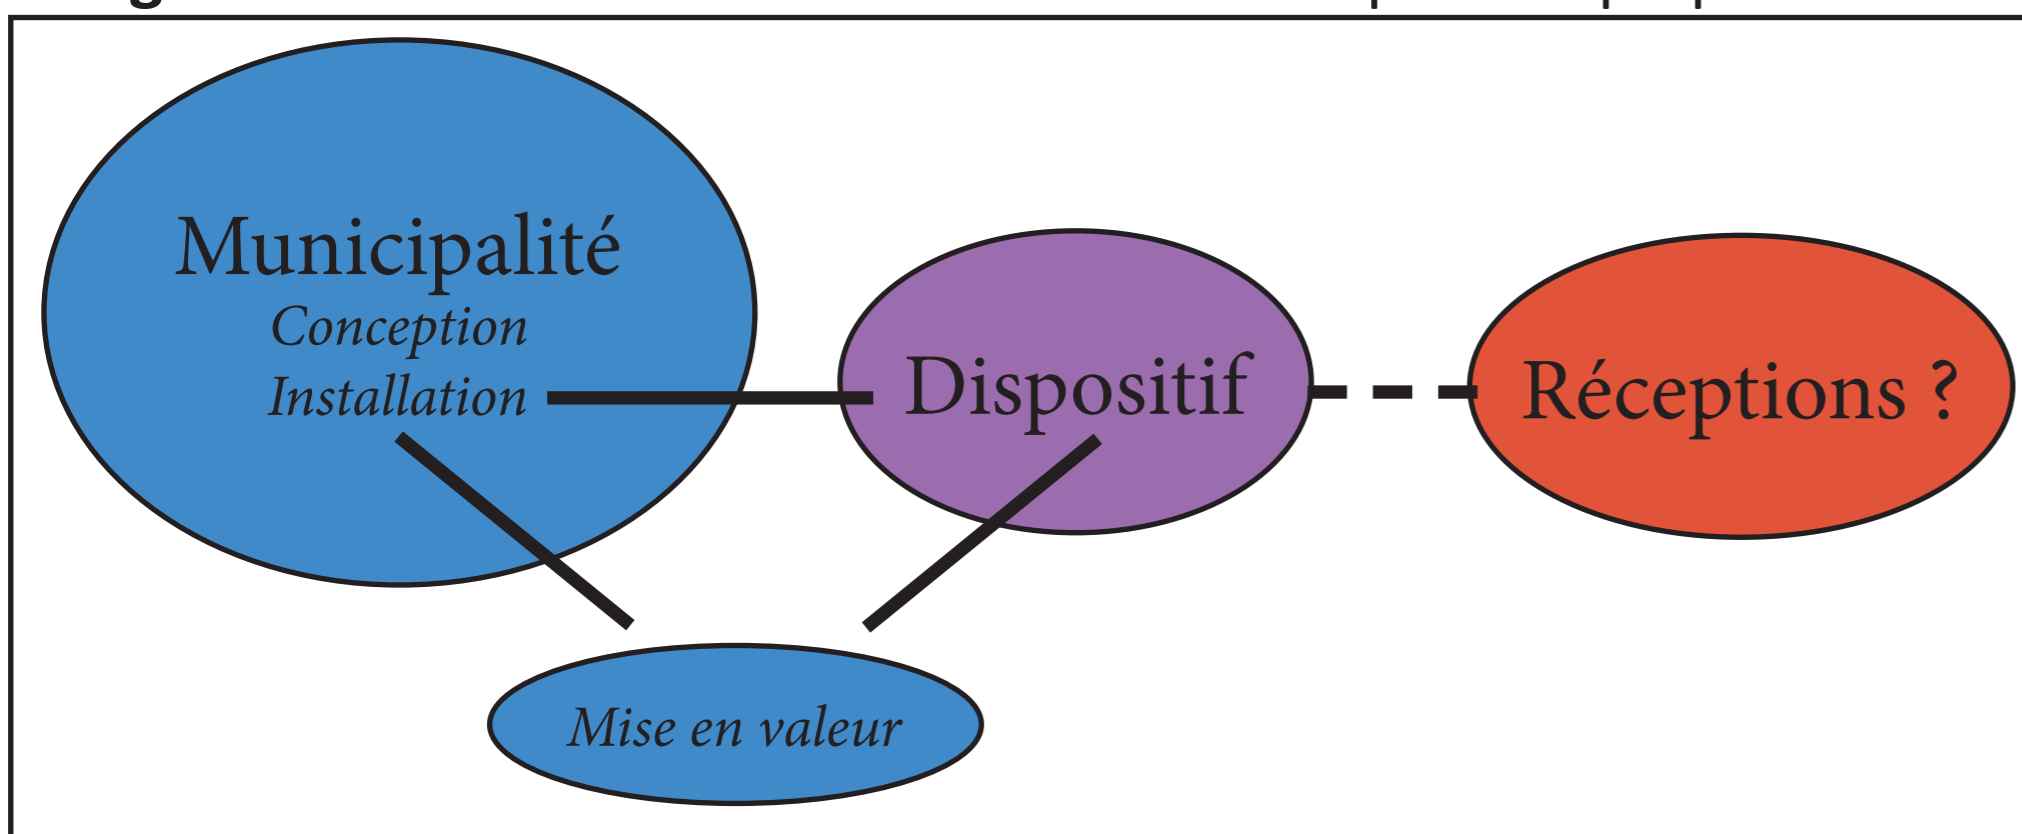 Municipalité
Conception
Installation
Dispositif
Réceptions ?
Mise en valeur